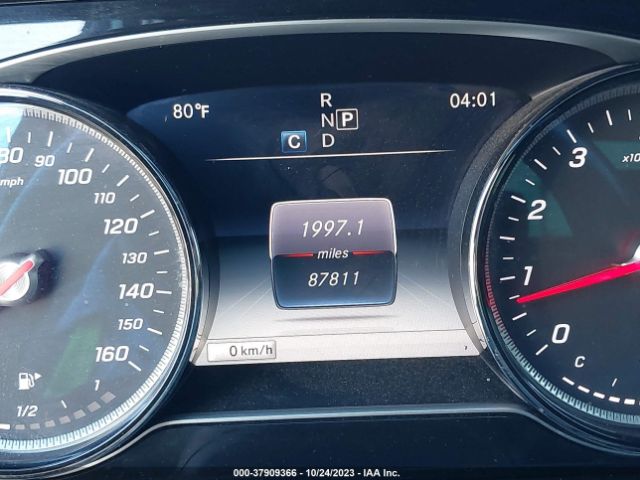 80°F
R
N P
C D
04:01
80 90 100 110 120 130 140 150 160
mph
1/2 1
1997.1
miles
87811
0 km/h
3
2
1
0
x10
C
000-37909366 - 10/24/2023 - IAA Inc.